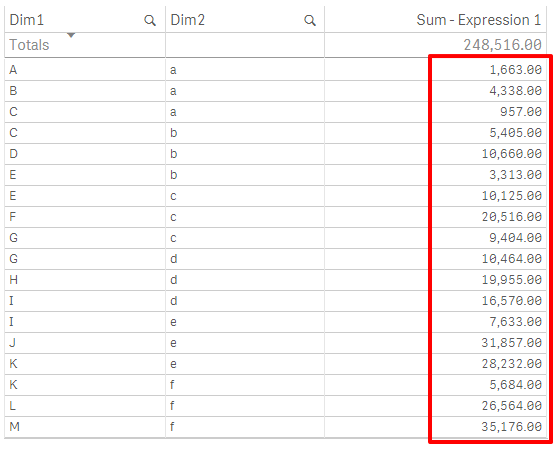 Dim1 Dim2 Sum - Expression 1
Totals 248,516.00
A a 1,663.00
B a 4,338.00
C a 957.00
C b 5,405.00
D b 10,660.00
E b 3,313.00
E c 10,125.00
F c 20,516.00
G c 9,404.00
G d 10,464.00
H d 19,955.00
I d 16,570.00
I e 7,633.00
J e 31,857.00
K e 28,232.00
K f 5,684.00
L f 26,564.00
M f 35,176.00